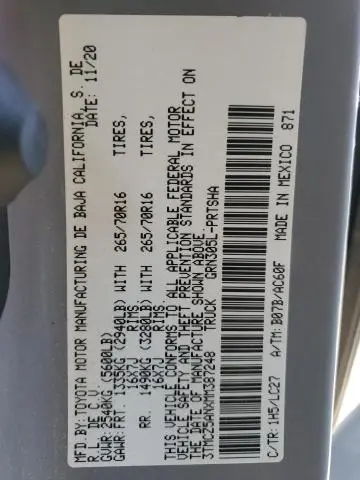 MFD.BY:TOYOTA MOTOR MANUFACTURING DE BAJA CALIFORNIA, S. DE
R.L. DE C.V. DATE: 11/20
GVWR: 2540KG (5600LB)
GAWR: FRT. 1335KG (2940LB) WITH 265/70R16 TIRES,
16X7J RIMS,
RR. 1490KG (3280LB) WITH 265/70R16 TIRES,
16X7J RIMS,
THIS VEHICLE CONFORMS TO ALL APPLICABLE FEDERAL MOTOR
VEHICLE SAFETY AND THEFT PREVENTION STANDARDS IN EFFECT ON
THE DATE OF MANUFACTURE SHOWN ABOVE.
3TMCZ5ANXMM387248 TRUCK GRN305L-PRTSHA
C/TR: 1H5/LC27 A/TM: B07B/AC60F MADE IN MEXICO 871